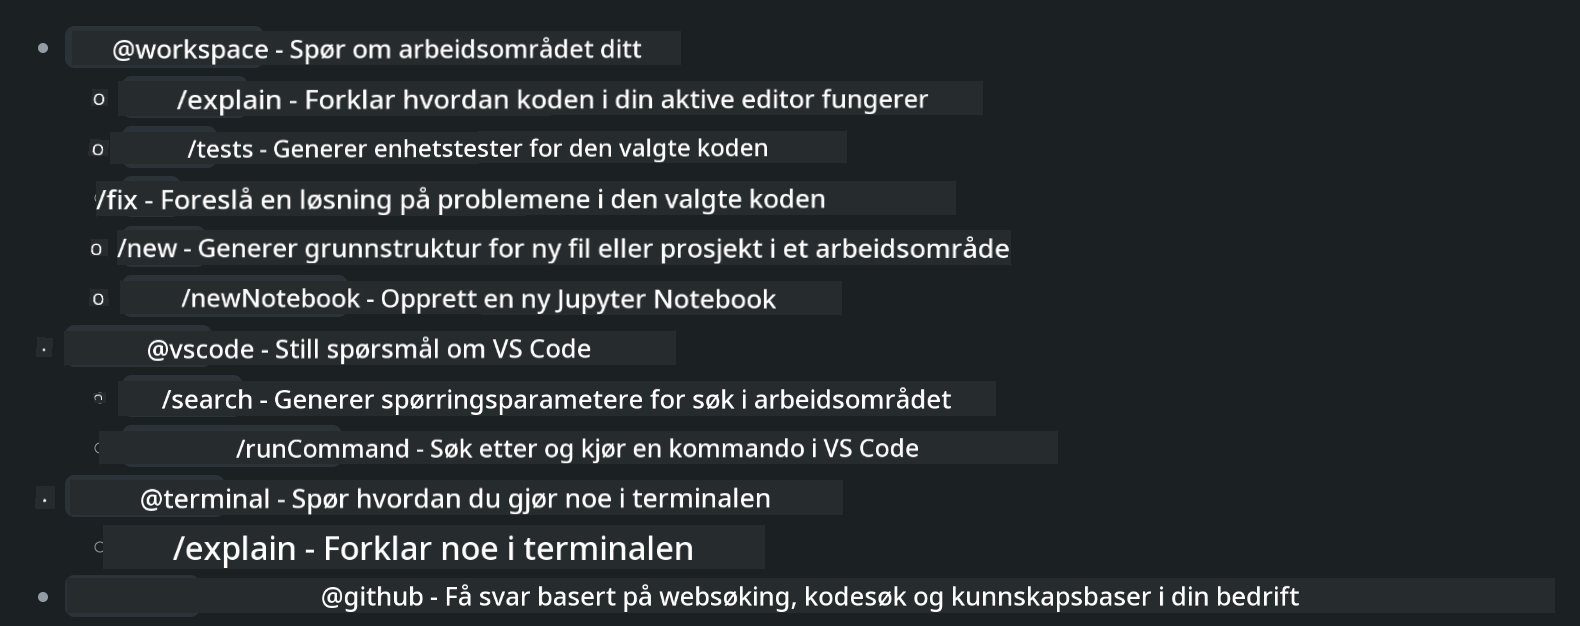 @workspace - Spør om arbeidsområdet ditt
/explain - Forklar hvordan koden i din aktive editor fungerer
/tests - Generer enhetstester for den valgte koden
/fix - Foreslå en løsning på problemene i den valgte koden
/new - Generer grunnstruktur for ny fil eller prosjekt i et arbeidsområde
/newNotebook - Opprett en ny Jupyter Notebook
@vscode - Still spørsmål om VS Code
/search - Generer spørringsparametere for søk i arbeidsområdet
/runCommand - Søk etter og kjør en kommando i VS Code
@terminal - Spør hvordan du gjør noe i terminalen
/explain - Forklar noe i terminalen
@github - Få svar basert på websøking, kodesøk og kunnskapsbaser i din bedrift